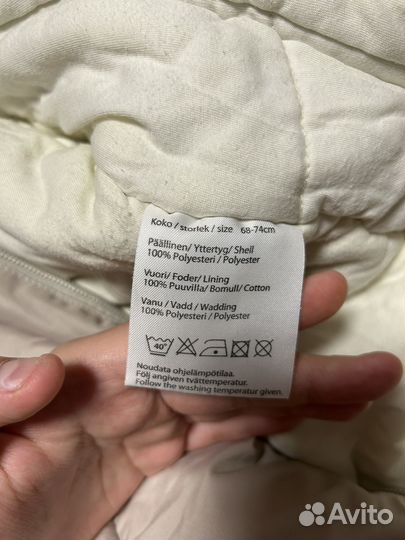 Koko / storlek / size 68-74cm
Päällinen/ Yttertyg/ Shell
100% Polyesteri / Polyester
Vuori/ Foder/ Lining
100% Puuvilla/ Bomull/ Cotton
Vanu / Vadd / Wadding
100% Polyesteri / Polyester
40°
Noudata ohjelämpötilaa.
Följ angiven tvättemperatur.
Follow the washing temperatur given.
Avito